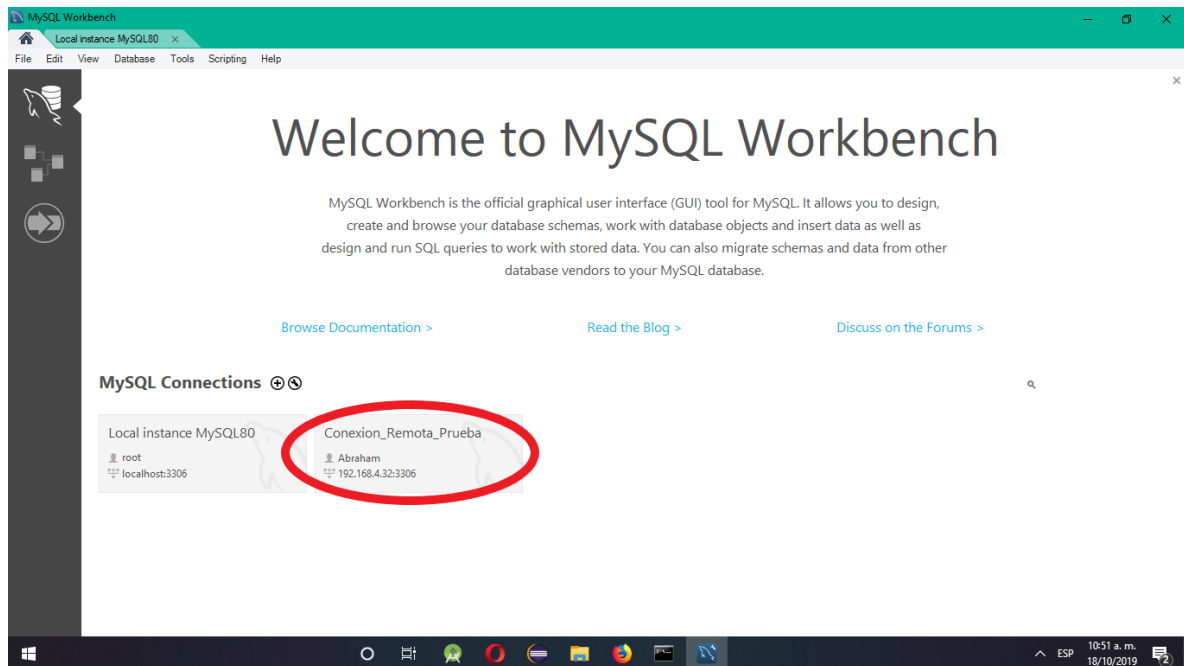 MySQL Workbench
Local instance MySQL80
File Edit View Database Tools Scripting Help
Welcome to MySQL Workbench
MySQL Workbench is the official graphical user interface (GUI) tool for MySQL. It allows you to design,
create and browse your database schemas, work with database objects and insert data as well as
design and run SQL queries to work with stored data. You can also migrate schemas and data from other
database vendors to your MySQL database.
Browse Documentation > Read the Blog > Discuss on the Forums >
MySQL Connections
Local instance MySQL80
root
localhost:3306
Conexion_Remota_Prueba
Abraham
192.168.4.32:3306
ESP
10:51 a. m.
18/10/2019
2